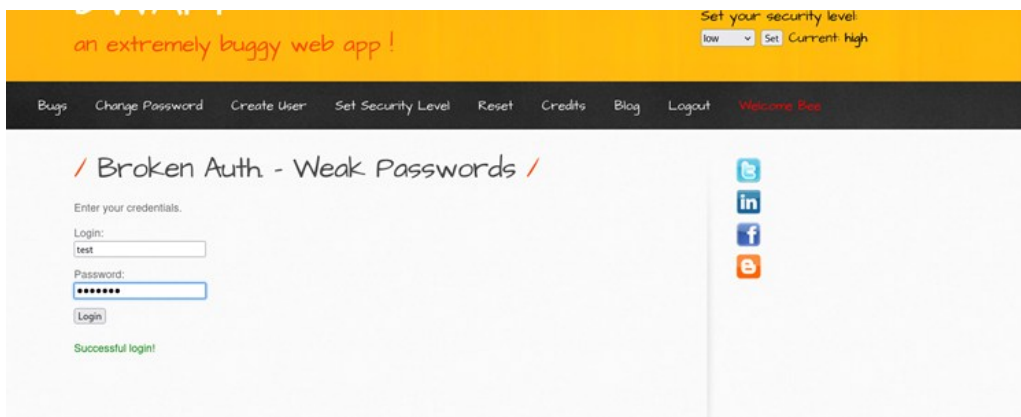 an extremely buggy web app !
Set your security level:
low Set Current: high
Bugs Change Password Create User Set Security Level Reset Credits Blog Logout Welcome Bee
/ Broken Auth. - Weak Passwords /
Enter your credentials.
Login:
test
Password:
Login
Successful login!